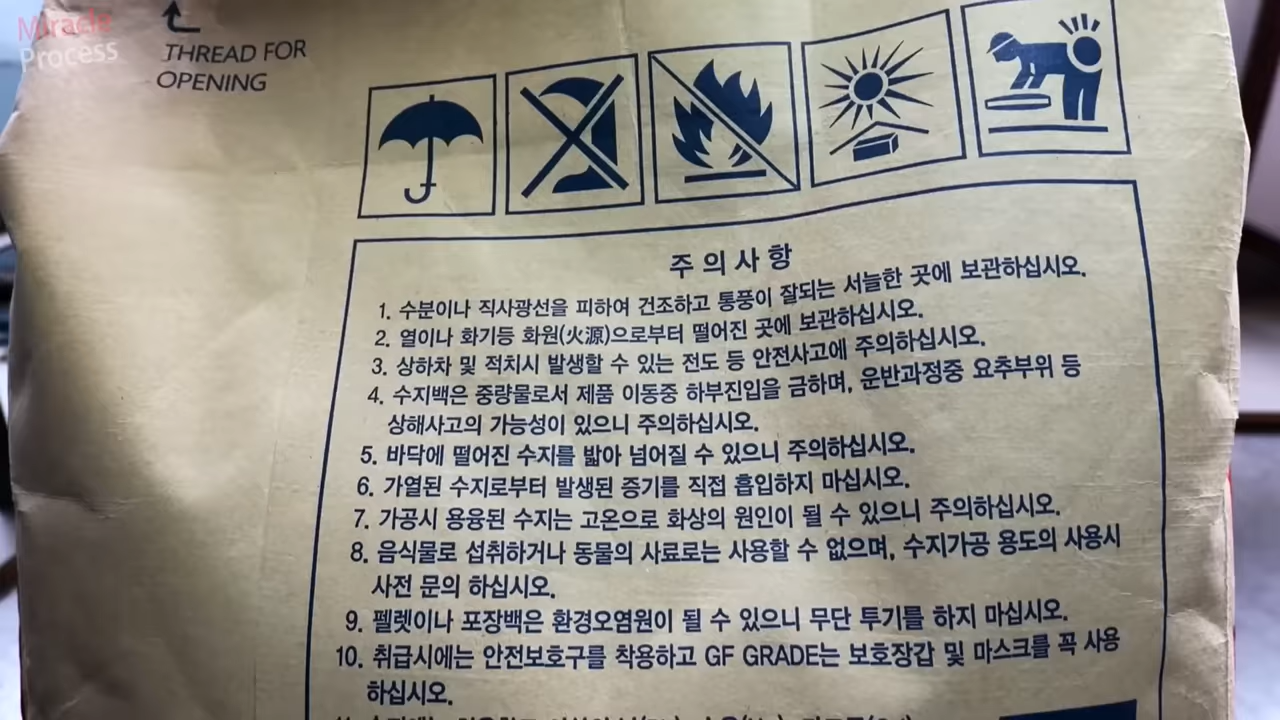 Miracle
Process
THREAD FOR
OPENING
주의사항
1. 수분이나 직사광선을 피하여 건조하고 통풍이 잘되는 서늘한 곳에 보관하십시오.
2. 열이나 화기등 화원(火源)으로부터 떨어진 곳에 보관하십시오.
3. 상하차 및 적치시 발생할 수 있는 전도 등 안전사고에 주의하십시오.
4. 수지백은 중량물로서 제품 이동중 하부진입을 금하며, 운반과정중 요추부위 등
상해사고의 가능성이 있으니 주의하십시오.
5. 바닥에 떨어진 수지를 밟아 넘어질 수 있으니 주의하십시오.
6. 가열된 수지로부터 발생된 증기를 직접 흡입하지 마십시오.
7. 가공시 용융된 수지는 고온으로 화상의 원인이 될 수 있으니 주의하십시오.
8. 음식물로 섭취하거나 동물의 사료로는 사용할 수 없으며, 수지가공 용도의 사용시
사전 문의 하십시오.
9. 펠렛이나 포장백은 환경오염원이 될 수 있으니 무단 투기를 하지 마십시오.
10. 취급시에는 안전보호구를 착용하고 GF GRADE는 보호장갑 및 마스크를 꼭 사용
하십시오.